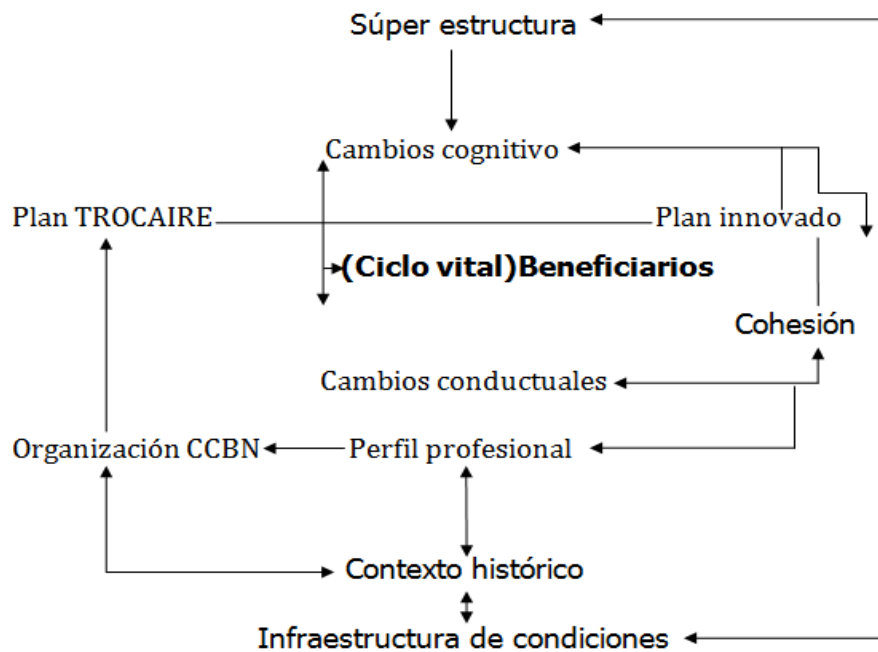 Súper estructura
Cambios cognitivo
Plan TROCAIRE
Plan innovado
(Ciclo vital)Beneficiarios
Cohesión
Cambios conductuales
Organización CCBN
Perfil profesional
Contexto histórico
Infraestructura de condiciones